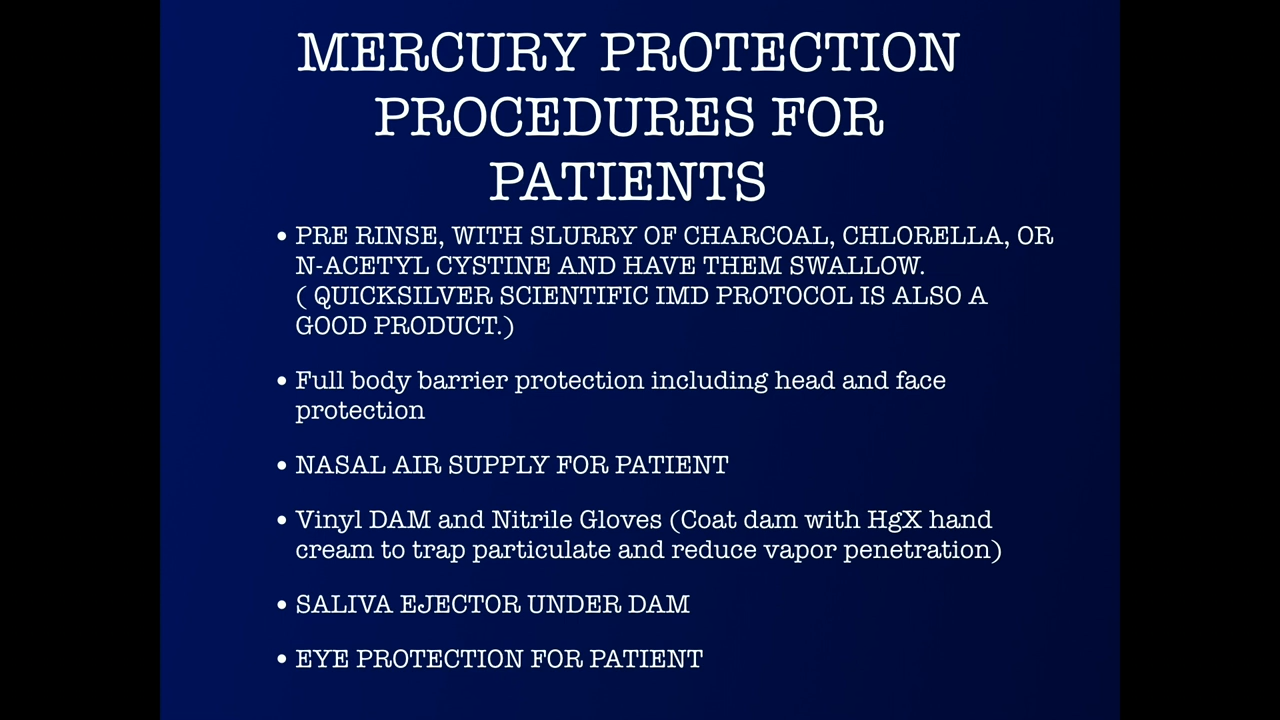 MERCURY PROTECTION
PROCEDURES FOR
PATIENTS
• PRE RINSE, WITH SLURRY OF CHARCOAL, CHLORELLA, OR
N-ACETYL CYSTINE AND HAVE THEM SWALLOW.
( QUICKSILVER SCIENTIFIC IMD PROTOCOL IS ALSO A
GOOD PRODUCT.)
• Full body barrier protection including head and face
protection
• NASAL AIR SUPPLY FOR PATIENT
• Vinyl DAM and Nitrile Gloves (Coat dam with HgX hand
cream to trap particulate and reduce vapor penetration)
• SALIVA EJECTOR UNDER DAM
• EYE PROTECTION FOR PATIENT